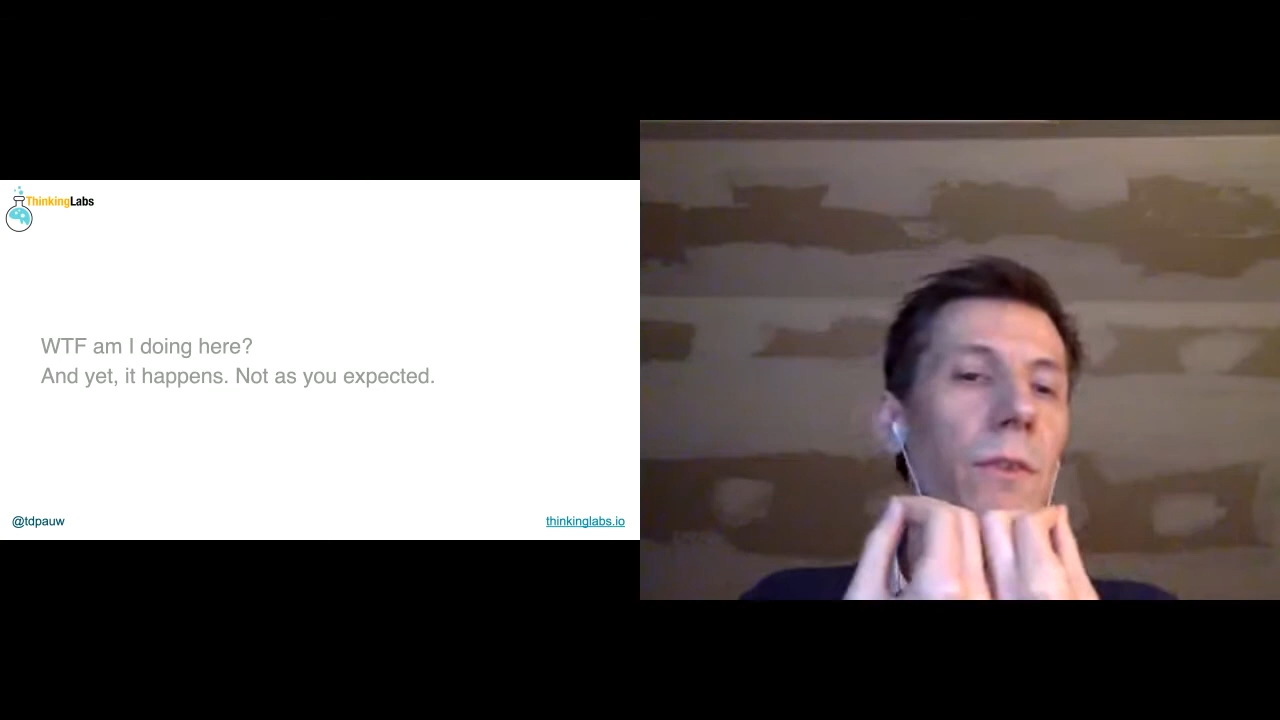 ThinkingLabs
WTF am I doing here?
And yet, it happens. Not as you expected.
@tdpauw
thinkinglabs.io